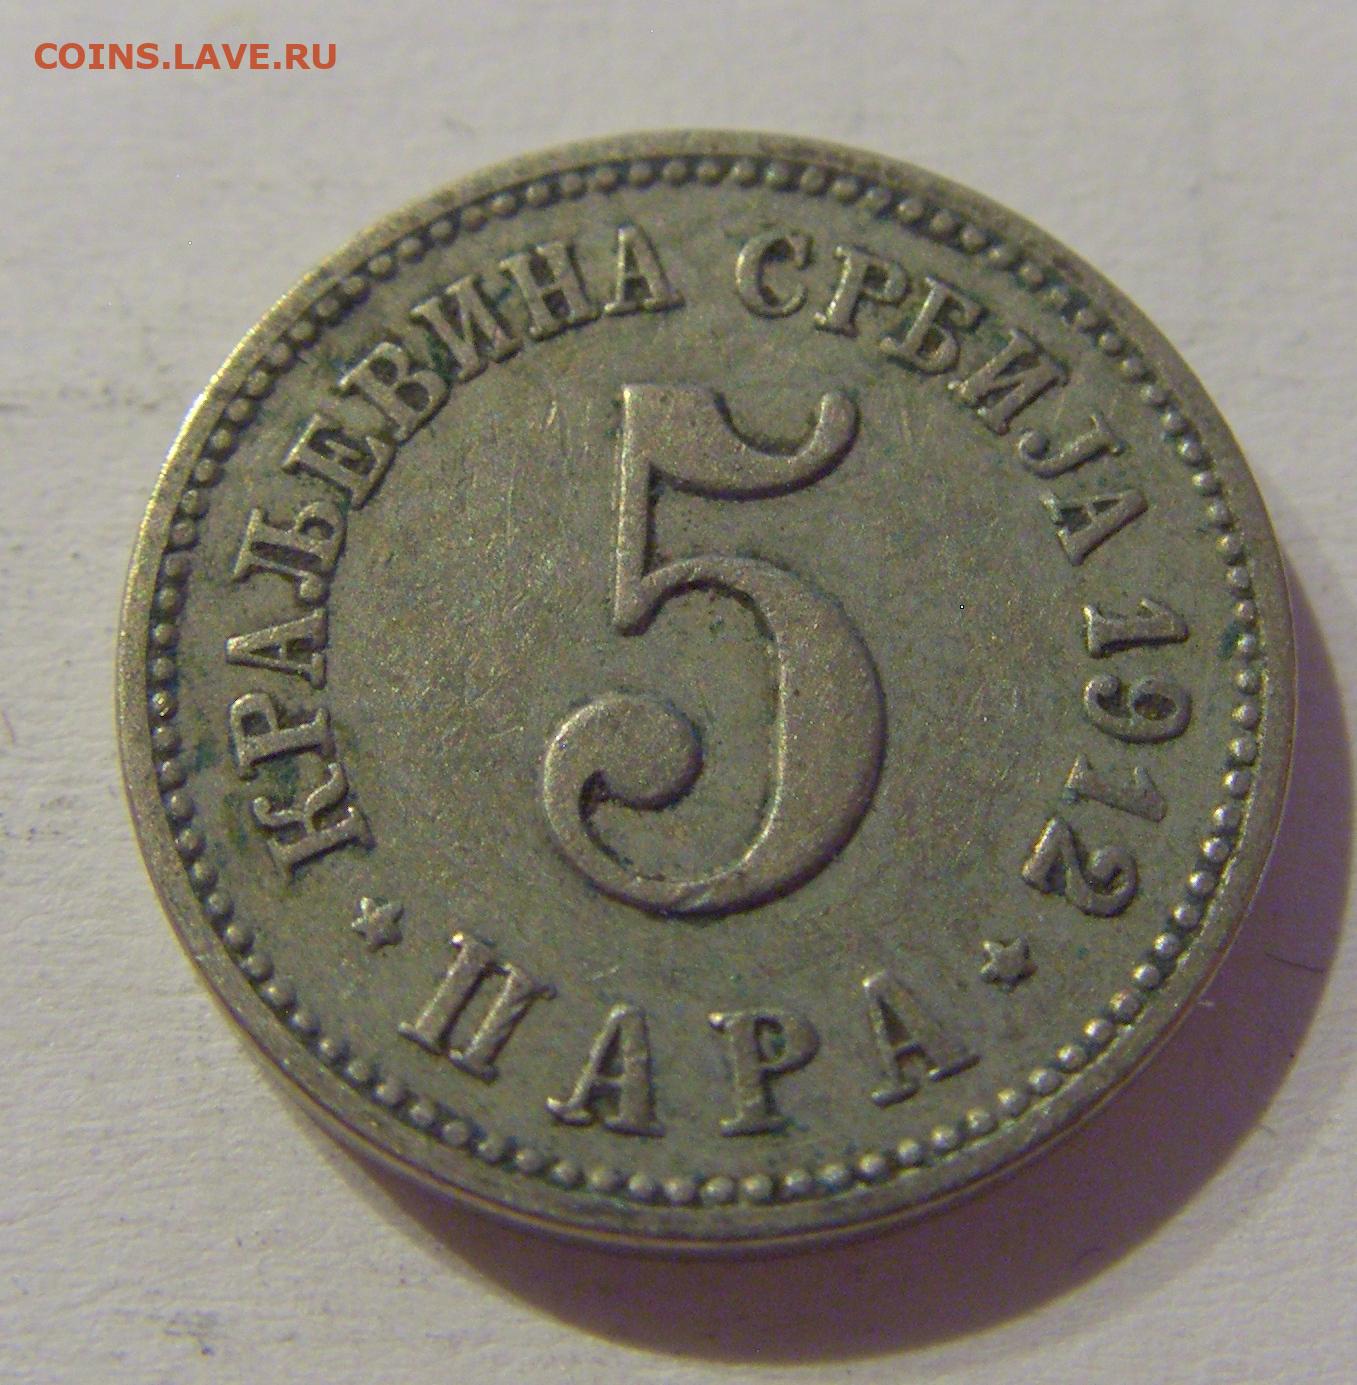 COINS.LAVE.RU
КРАЉЕВИНА СРБИЈА 1912
5
ПАРА